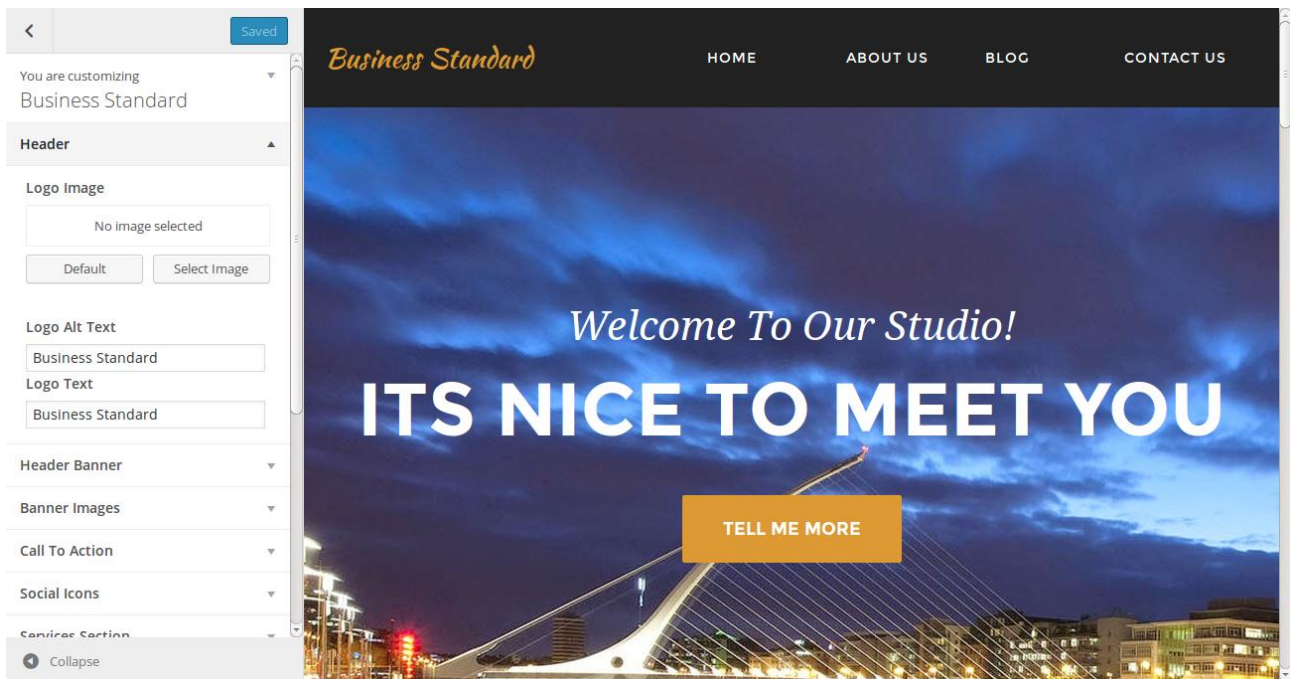 Saved
You are customizing
Business Standard
Header
Logo Image
No image selected
Default
Select Image
Logo Alt Text
Business Standard
Logo Text
Business Standard
Header Banner
Banner Images
Call To Action
Social Icons
Services Section
Collapse
Business Standard
HOME
ABOUT US
BLOG
CONTACT US
Welcome To Our Studio!
ITS NICE TO MEET YOU
TELL ME MORE